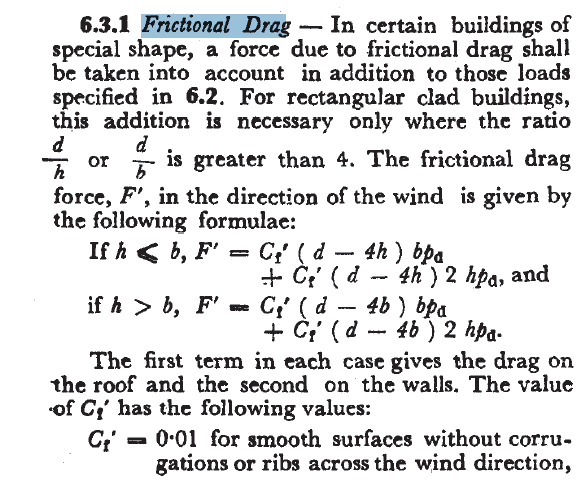 6.3.1 Frictional Drag — In certain buildings of
special shape, a force due to frictional drag shall
be taken into account in addition to those loads
specified in 6.2. For rectangular clad buildings,
this addition is necessary only where the ratio
d/h or d/b is greater than 4. The frictional drag
force, F′, in the direction of the wind is given by
the following formulae:
If h ⩽ b, F′ = Cf′ ( d — 4h ) bpd
+ Cf′ ( d — 4h ) 2 hpd, and
if h > b, F′ = Cf′ ( d — 4b ) bpd
+ Cf′ ( d — 4b ) 2 hpd.
The first term in each case gives the drag on
the roof and the second on the walls. The value
of Cf′ has the following values:
Cf′ = 0·01 for smooth surfaces without corru-
gations or ribs across the wind direction,